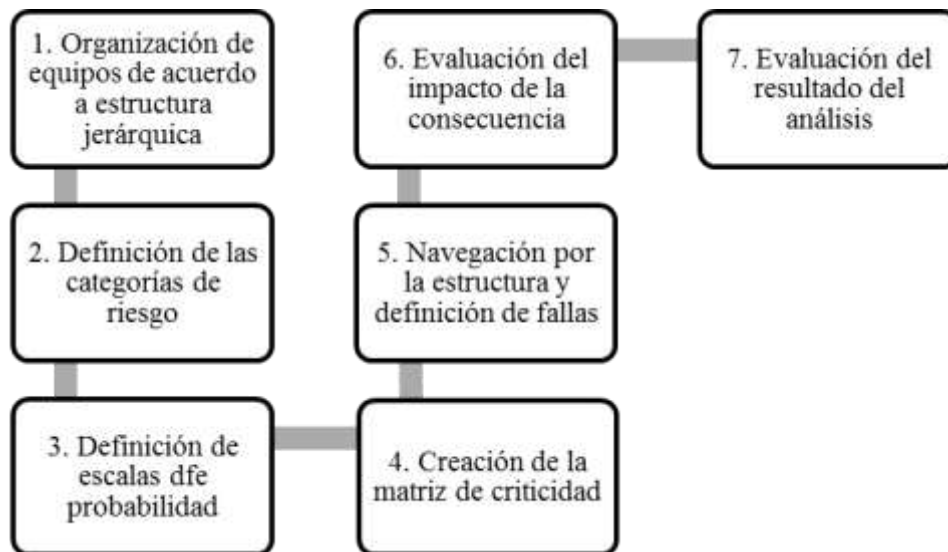 1. Organización de
equipos de acuerdo
a estructura
jerárquica
2. Definición de las
categorías de
riesgo
3. Definición de
escalas dfe
probabilidad
4. Creación de la
matriz de criticidad
5. Navegación por
la estructura y
definición de fallas
6. Evaluación del
impacto de la
consecuencia
7. Evaluación del
resultado del
análisis